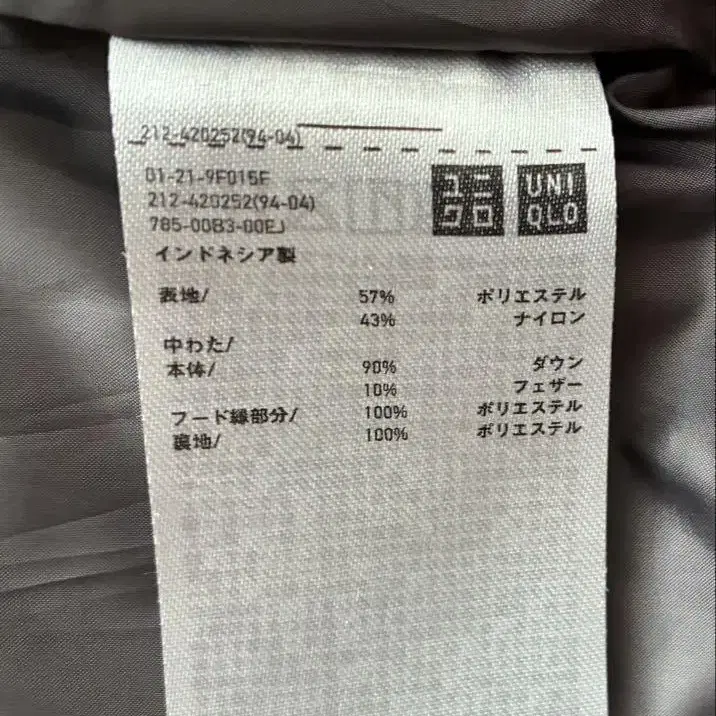 212-420252(94-04)
01-21-9F015F
212-420252(94-04)
785-00B3-00EJ
ユニ
クロ
UNI
QLO
インドネシア製
表地/ 57% ポリエステル
43% ナイロン
中わた/
本体/ 90% ダウン
10% フェザー
フード縁部分/ 100% ポリエステル
裏地/ 100% ポリエステル